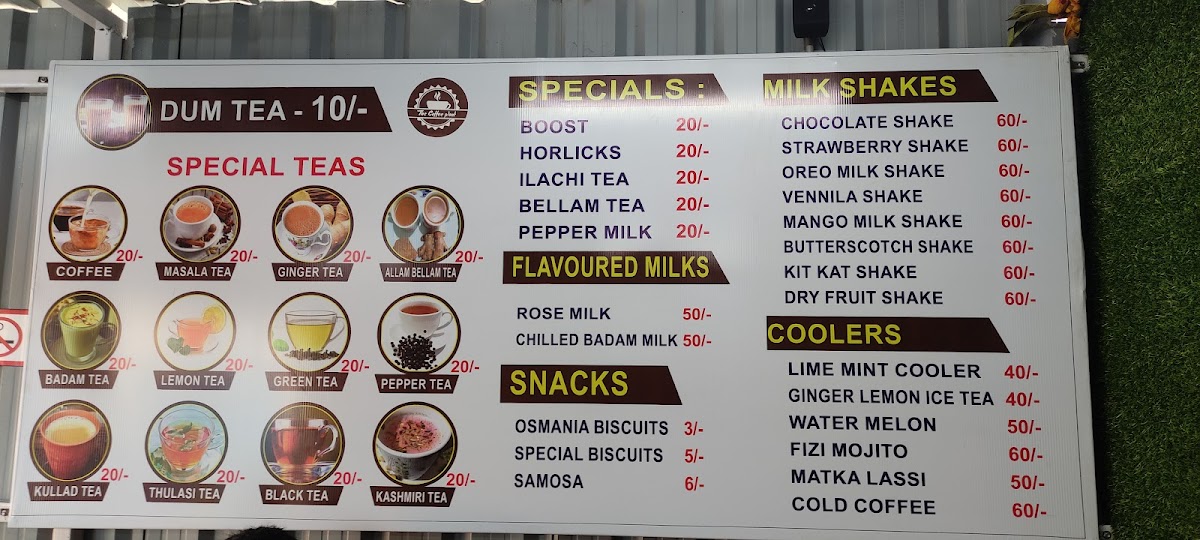 DUM TEA - 10/-
The Coffee
SPECIAL TEAS
20/- 20/- 20/- 20/-
COFFEE MASALA TEA GINGER TEA ALLAM BELLAM TEA
20/- 20/- 20/- 20/-
BADAM TEA LEMON TEA GREEN TEA PEPPER TEA
20/- 20/- 20/- 20/-
KULLAD TEA THULASI TEA BLACK TEA KASHMIRI TEA
SPECIALS :
BOOST 20/-
HORLICKS 20/-
ILACHI TEA 20/-
BELLAM TEA 20/-
PEPPER MILK 20/-
FLAVOURED MILKS
ROSE MILK 50/-
CHILLED BADAM MILK 50/-
SNACKS
OSMANIA BISCUITS 3/-
SPECIAL BISCUITS 5/-
SAMOSA 6/-
MILK SHAKES
CHOCOLATE SHAKE 60/-
STRAWBERRY SHAKE 60/-
OREO MILK SHAKE 60/-
VENNILA SHAKE 60/-
MANGO MILK SHAKE 60/-
BUTTERSCOTCH SHAKE 60/-
KIT KAT SHAKE 60/-
DRY FRUIT SHAKE 60/-
COOLERS
LIME MINT COOLER 40/-
GINGER LEMON ICE TEA 40/-
WATER MELON 50/-
FIZI MOJITO 60/-
MATKA LASSI 50/-
COLD COFFEE 60/-